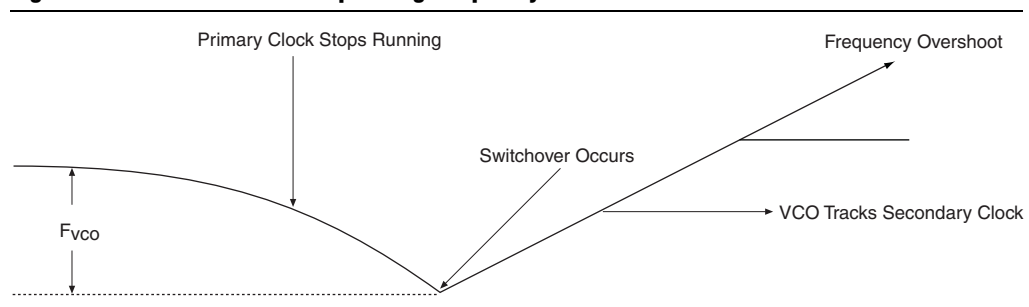 Primary Clock Stops Running
Frequency Overshoot
Switchover Occurs
VCO Tracks Secondary Clock
Fvco